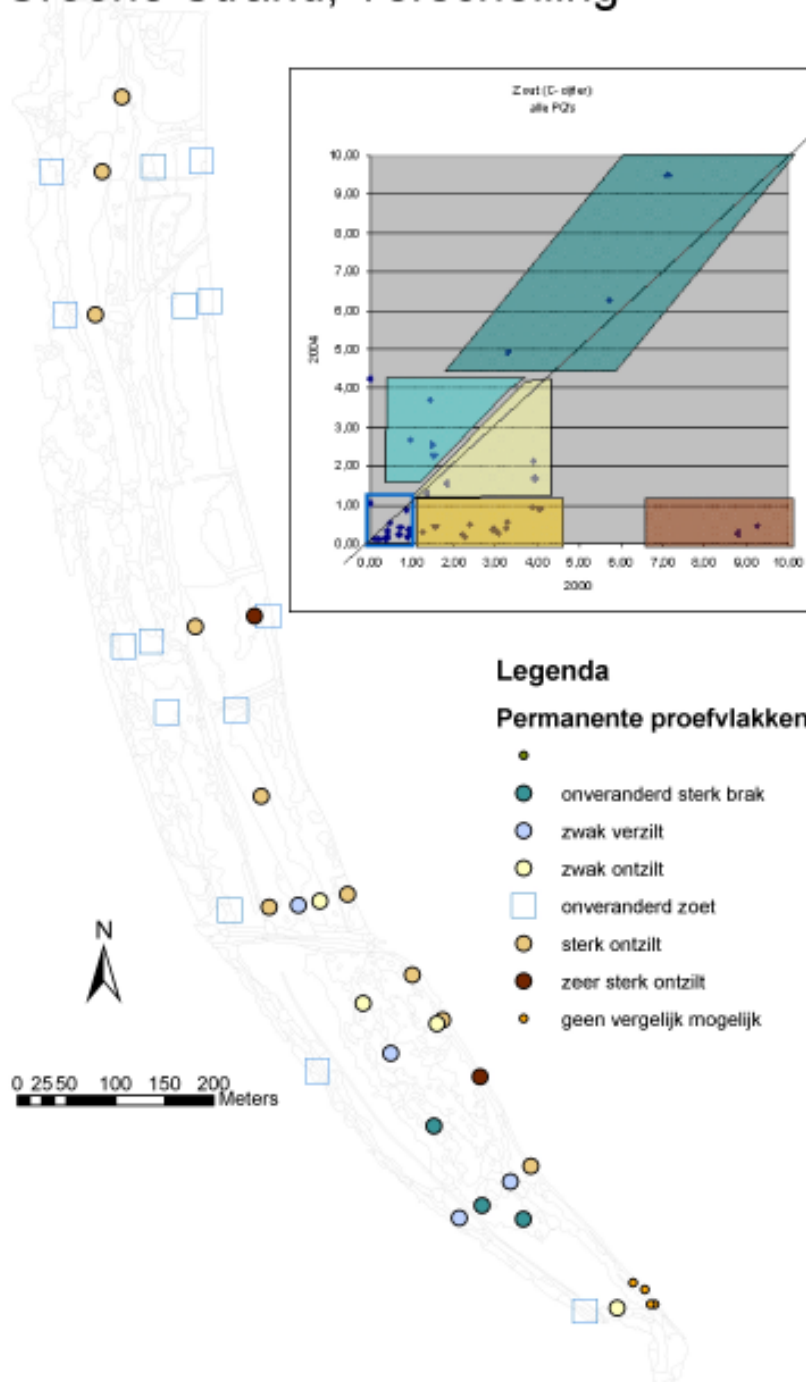 Groene Strand, Terschelling
Zout (C- cijfer)
alle PQ's
10,00
9,00
8,00
7,00
6,00
5,00
4,00
3,00
2,00
1,00
0,00
2004
0,00 1,00 2,00 3,00 4,00 5,00 6,00 7,00 8,00 9,00 10,00
2000
Legenda
Permanente proefvlakken
onveranderd sterk brak
zwak verzilt
zwak ontzilt
onveranderd zoet
sterk ontzilt
zeer sterk ontzilt
geen vergelijk mogelijk
N
0 25 50 100 150 200
Meters